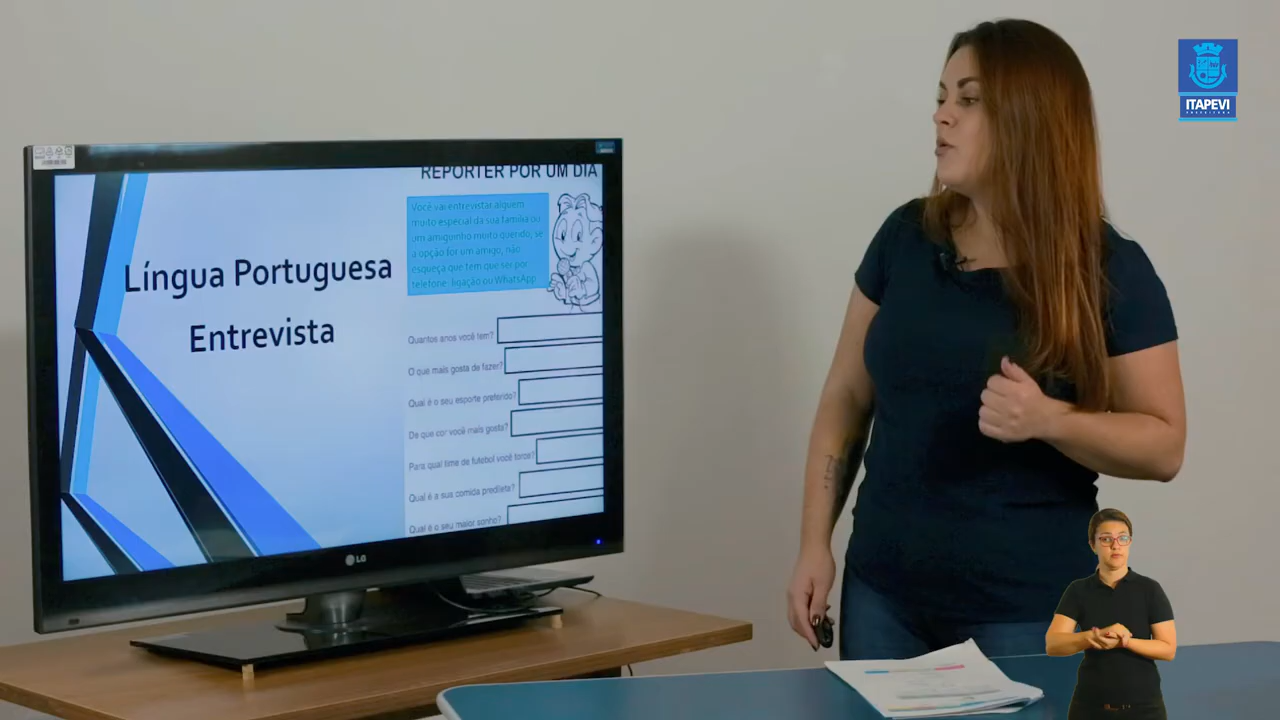 Língua Portuguesa
Entrevista
REPORTER POR UM DIA
Você vai entrevistar alguém
muito especial da sua família ou
um amiguinho muito querido, se
a opção for um amigo, não
esqueça que tem que ser por
telefone: ligação ou WhatsApp
Quantos anos você tem?
O que mais gosta de fazer?
Qual é o seu esporte preferido?
De que cor você mais gosta?
Para qual time de futebol você torce?
Qual é a sua comida predileta?
Qual é o seu maior sonho?
LG
ITAPEVI
PREFEITURA